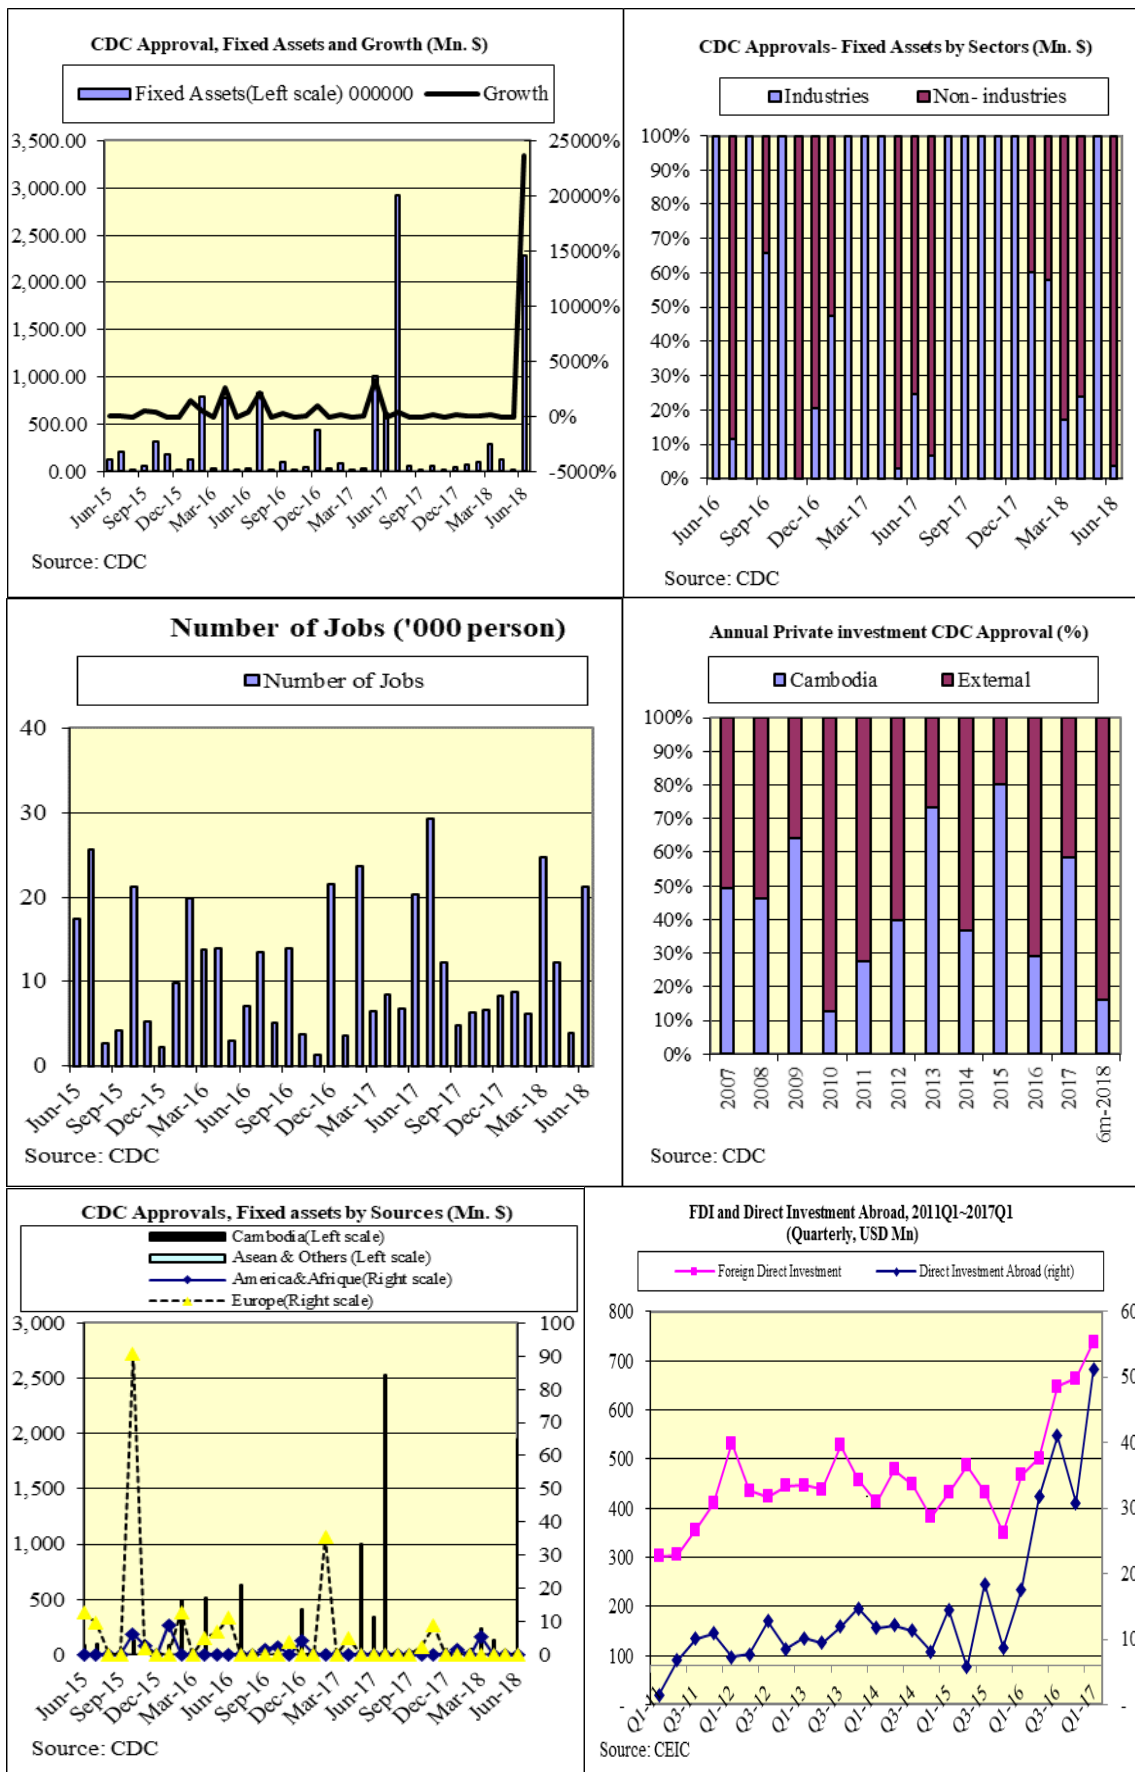 CDC Approval, Fixed Assets and Growth (Mn. $)
Fixed Assets(Left scale) 000000
Growth
3,500.00
3,000.00
2,500.00
2,000.00
1,500.00
1,000.00
500.00
0.00
25000%
20000%
15000%
10000%
5000%
0%
-5000%
Jun-15
Sep-15
Dec-15
Mar-16
Jun-16
Sep-16
Dec-16
Mar-17
Jun-17
Sep-17
Dec-17
Mar-18
Jun-18
Source: CDC
CDC Approvals- Fixed Assets by Sectors (Mn. $)
Industries
Non- industries
100%
90%
80%
70%
60%
50%
40%
30%
20%
10%
0%
Jun-16
Sep-16
Dec-16
Mar-17
Jun-17
Sep-17
Dec-17
Mar-18
Jun-18
Source: CDC
Number of Jobs ('000 person)
Number of Jobs
40
30
20
10
0
Jun-15
Sep-15
Dec-15
Mar-16
Jun-16
Sep-16
Dec-16
Mar-17
Jun-17
Sep-17
Dec-17
Mar-18
Jun-18
Source: CDC
Annual Private investment CDC Approval (%)
Cambodia
External
100%
90%
80%
70%
60%
50%
40%
30%
20%
10%
0%
2007
2008
2009
2010
2011
2012
2013
2014
2015
2016
2017
6m-2018
Source: CDC
CDC Approvals, Fixed assets by Sources (Mn. $)
Cambodia(Left scale)
Asean & Others (Left scale)
America&Afrique(Right scale)
Europe(Right scale)
3,000
2,500
2,000
1,500
1,000
500
0
100
90
80
70
60
50
40
30
20
10
0
Jun-15
Sep-15
Dec-15
Mar-16
Jun-16
Sep-16
Dec-16
Mar-17
Jun-17
Sep-17
Dec-17
Mar-18
Jun-18
Source: CDC
FDI and Direct Investment Abroad, 2011Q1~2017Q1
(Quarterly, USD Mn)
Foreign Direct Investment
Direct Investment Abroad (right)
800
700
600
500
400
300
200
100
-
60
50
40
30
20
10
-
Q1-11
Q3-11
Q1-12
Q3-12
Q1-13
Q3-13
Q1-14
Q3-14
Q1-15
Q3-15
Q1-16
Q3-16
Q1-17
Source: CEIC